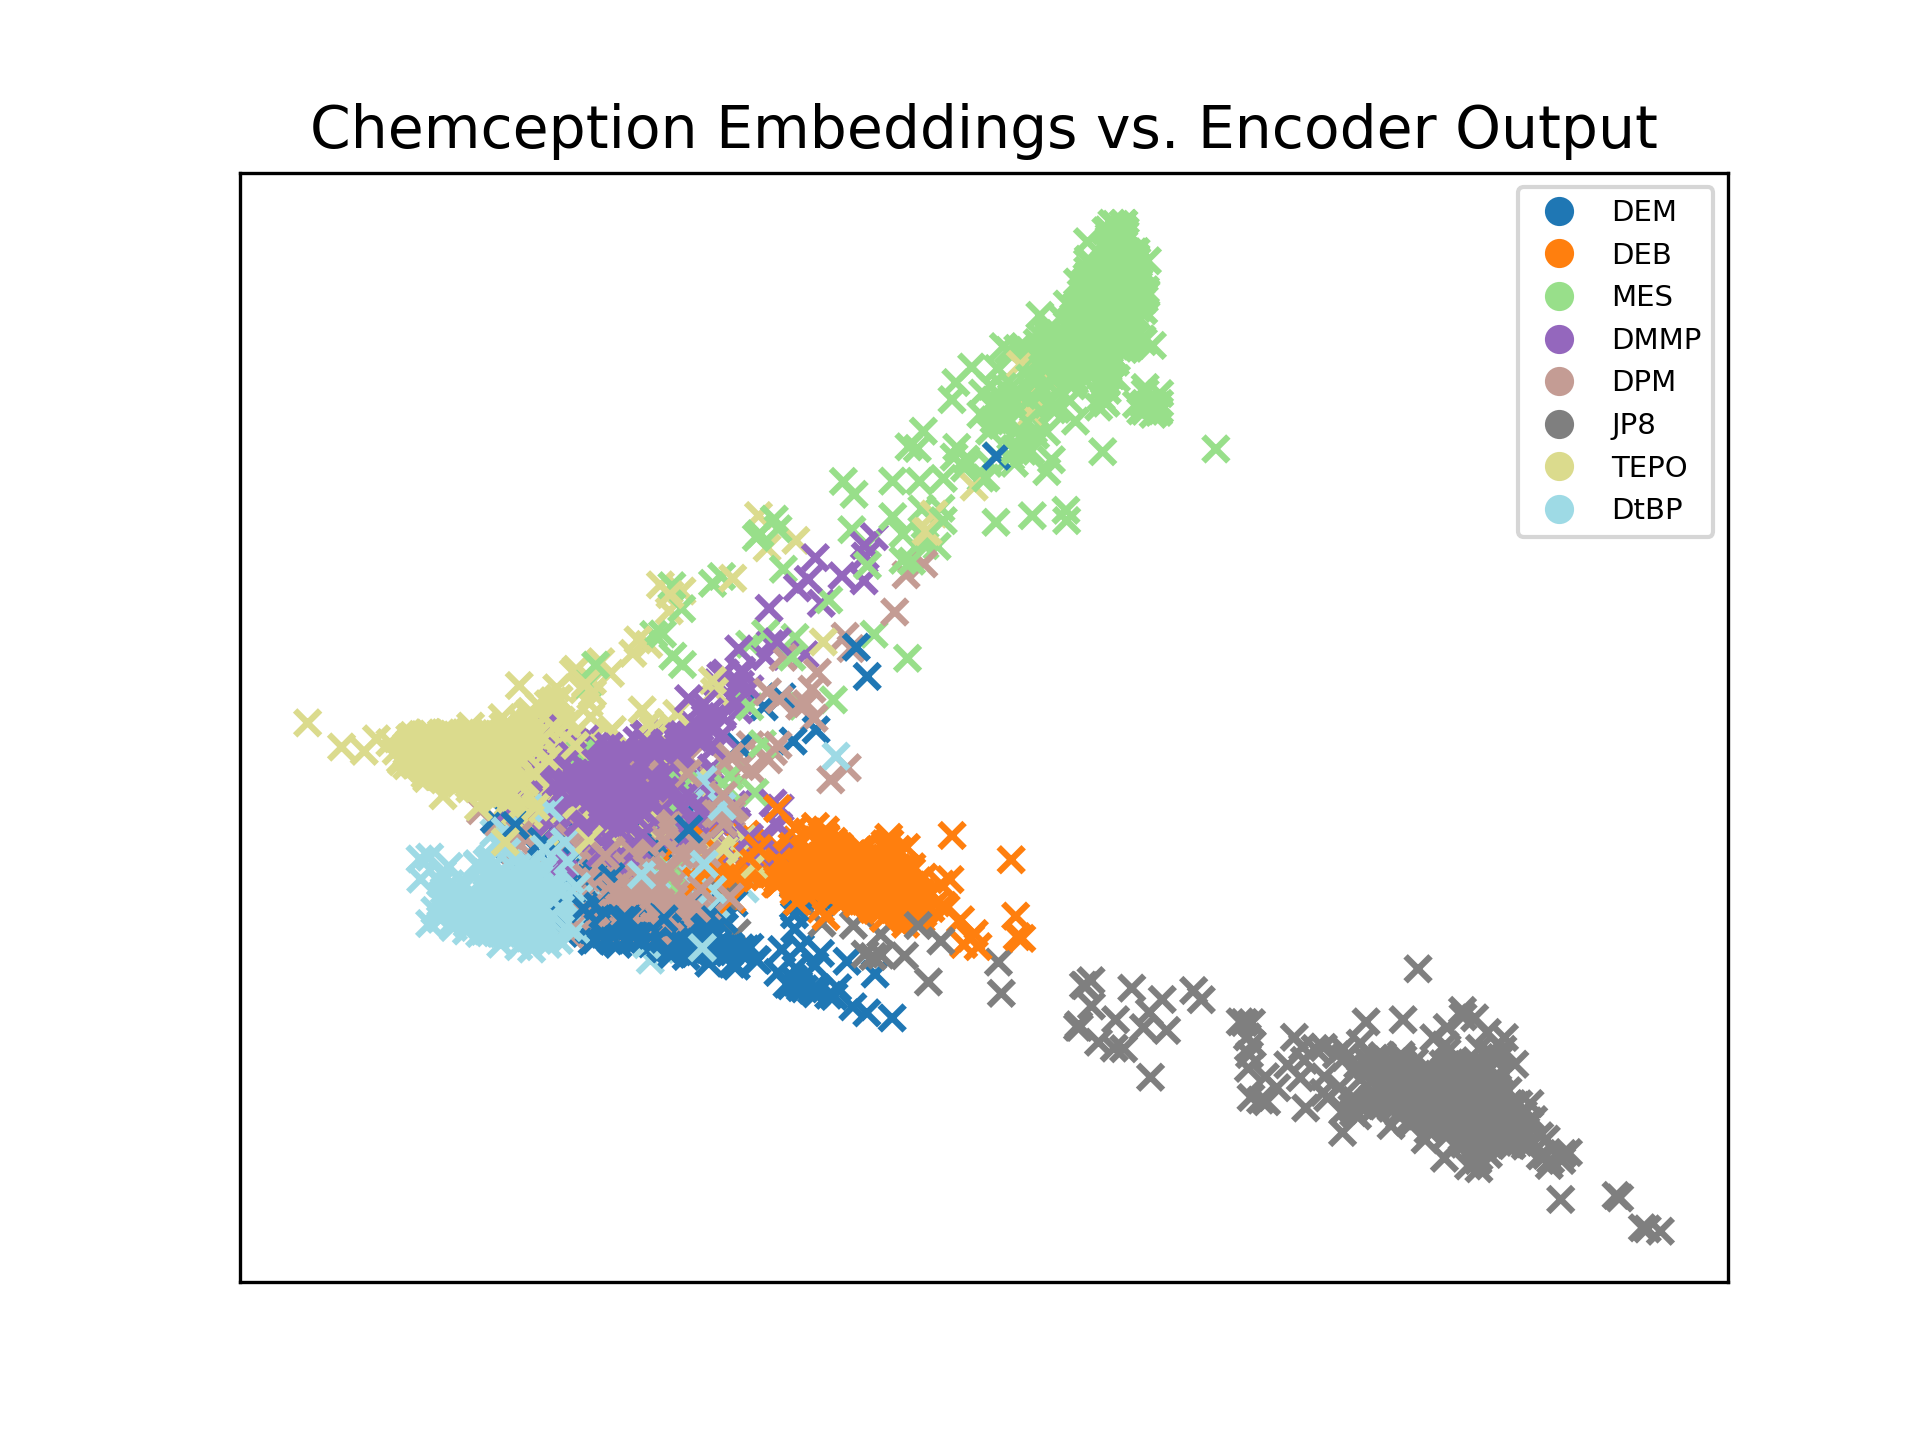 Chemception Embeddings vs. Encoder Output
DEM
DEB
MES
DMMP
DPM
JP8
TEPO
DtBP